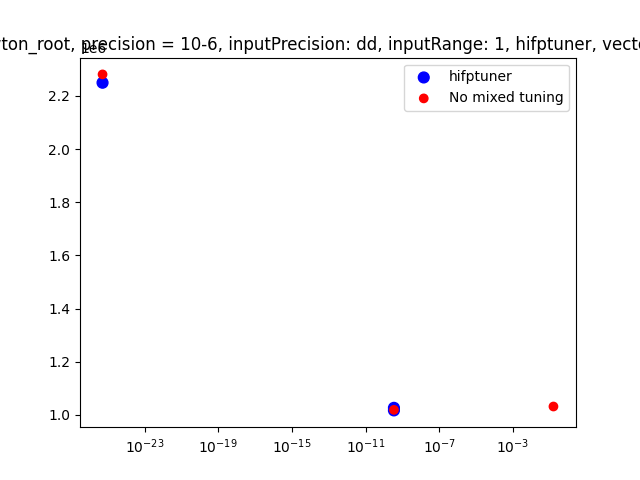 precision = 10-6, inputPrecision: dd, inputRange: 1, hifptuner,
1e6
hifptuner
No mixed tuning
2.2
2.0
1.8
1.6
1.4
1.2
1.0
10⁻²³ 10⁻¹⁹ 10⁻¹⁵ 10⁻¹¹ 10⁻⁷ 10⁻³